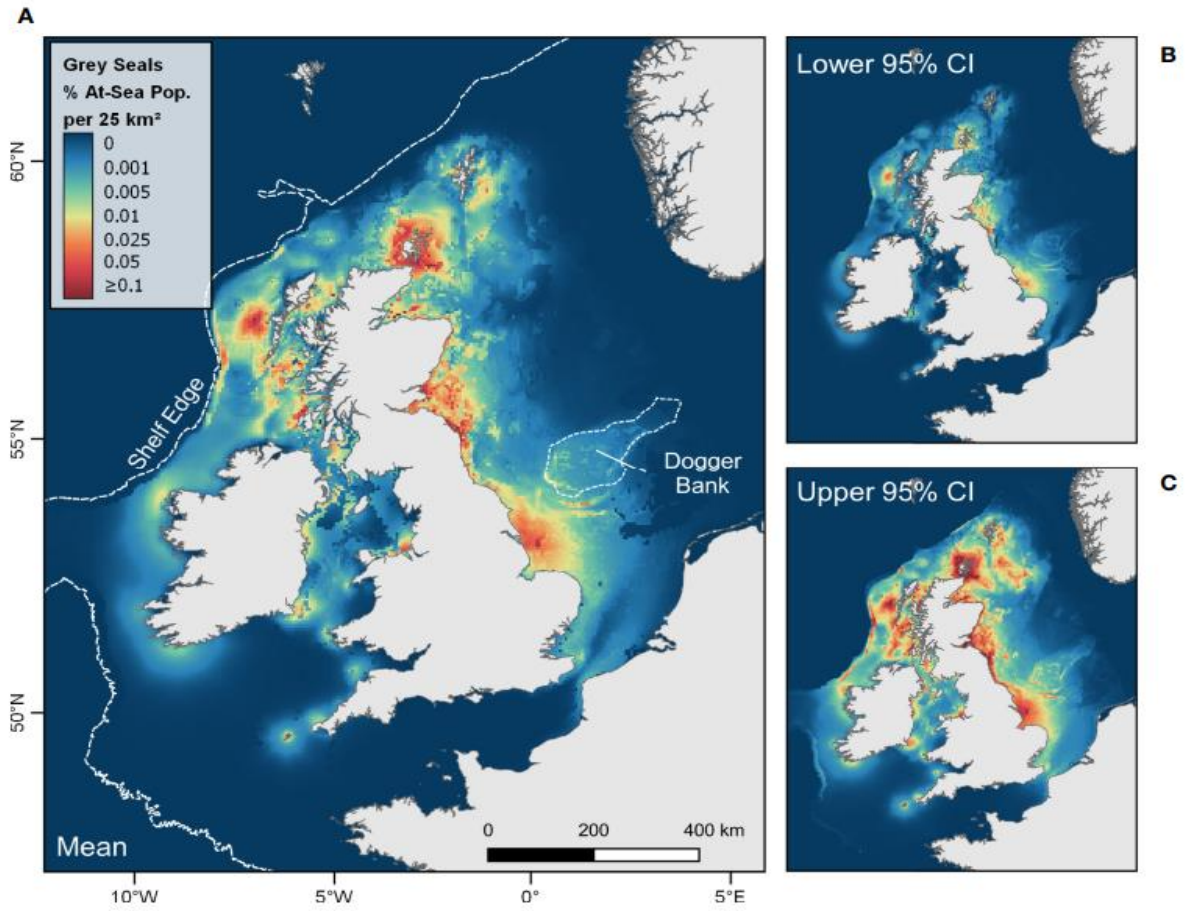 A
Grey Seals
% At-Sea Pop.
per 25 km²
0
0.001
0.005
0.01
0.025
0.05
≥0.1
60°N
55°N
50°N
Shelf Edge
Dogger
Bank
Mean
0 200 400 km
10°W 5°W 0° 5°E
Lower 95% CI
B
Upper 95% CI
C